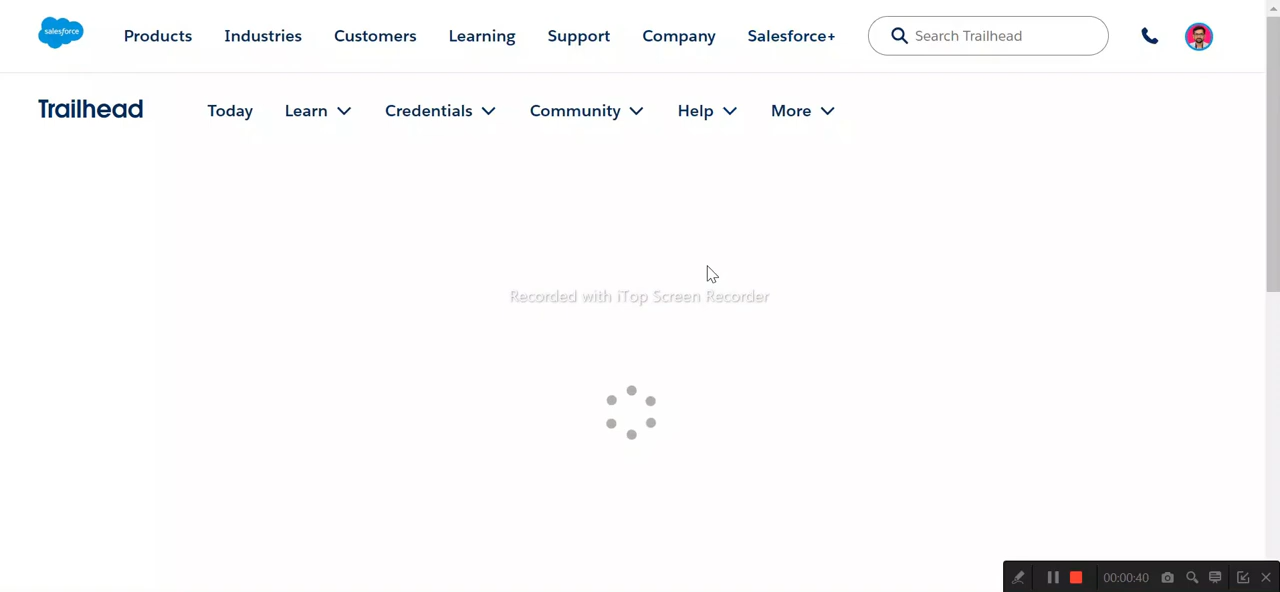 salesforce
Products Industries Customers Learning Support Company Salesforce+ Search Trailhead
Trailhead Today Learn Credentials Community Help More
Recorded with iTop Screen Recorder
00:00:40